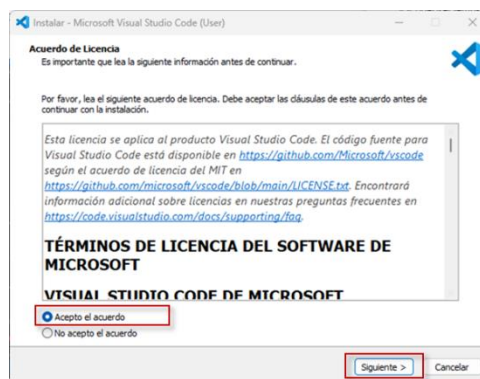 Instalar - Microsoft Visual Studio Code (User)
Acuerdo de Licencia
Es importante que lea la siguiente información antes de continuar.
Por favor, lea el siguiente acuerdo de licencia. Debe aceptar las cláusulas de este acuerdo antes de
continuar con la instalación.
Esta licencia se aplica al producto Visual Studio Code. El código fuente para
Visual Studio Code está disponible en https://github.com/Microsoft/vscode
según el acuerdo de licencia del MIT en
https://github.com/microsoft/vscode/blob/main/LICENSE.txt. Encontrará
información adicional sobre licencias en nuestras preguntas frecuentes en
https://code.visualstudio.com/docs/supporting/faq.
TÉRMINOS DE LICENCIA DEL SOFTWARE DE
MICROSOFT
VISUAL STUDIO CODE DE MICROSOFT
Acepto el acuerdo
No acepto el acuerdo
Siguiente >
Cancelar